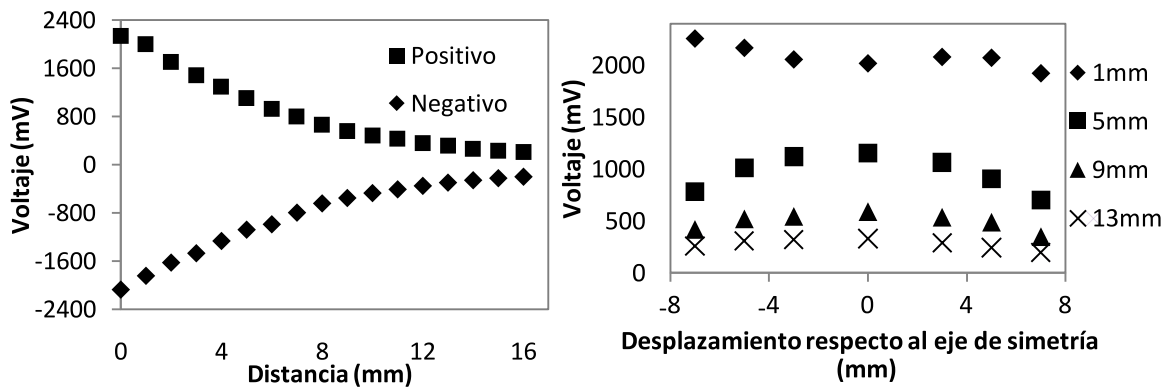 2400
1600
800
0
-800
-1600
-2400
Voltaje (mV)
Positivo
Negativo
0 4 8 12 16
Distancia (mm)
2000
1500
1000
500
0
Voltaje (mV)
-8 -4 0 4 8
Desplazamiento respecto al eje de simetría
(mm)
1mm
5mm
9mm
13mm